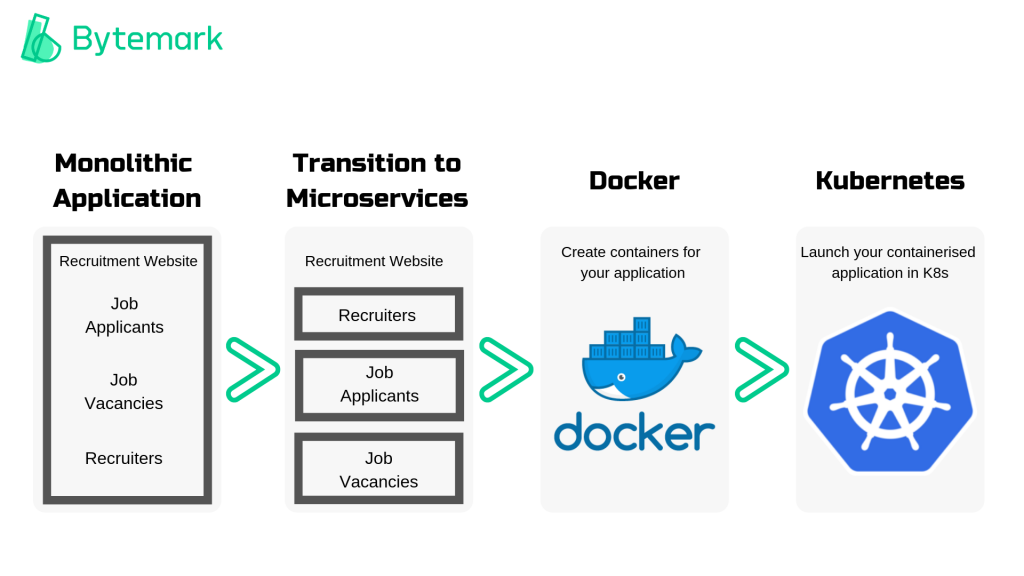 Bytemark
Monolithic
Application
Recruitment Website
Job
Applicants
Job
Vacancies
Recruiters
Transition to
Microservices
Recruitment Website
Recruiters
Job
Applicants
Job
Vacancies
Docker
Create containers for
your application
docker
Kubernetes
Launch your containerised
application in K8s